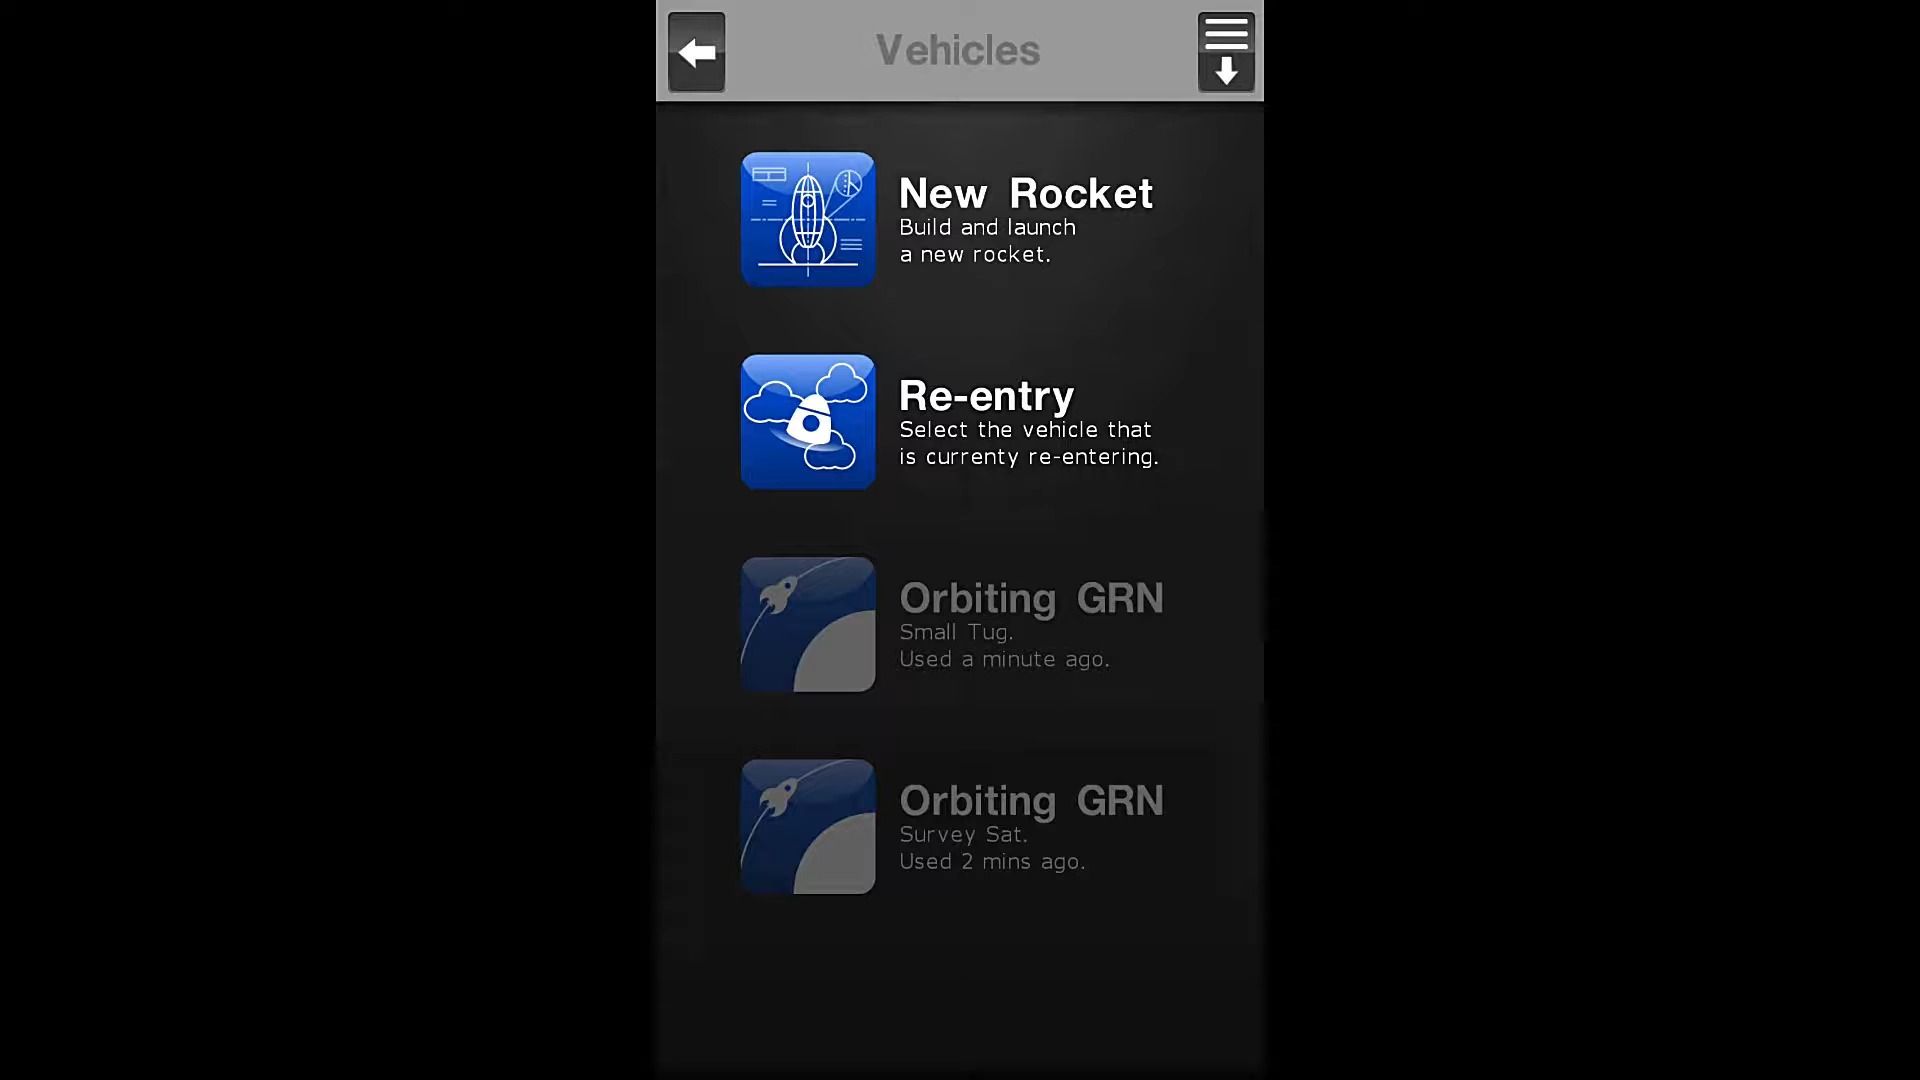 Vehicles
New Rocket
Build and launch
a new rocket.
Re-entry
Select the vehicle that
is currenty re-entering.
Orbiting GRN
Small Tug.
Used a minute ago.
Orbiting GRN
Survey Sat.
Used 2 mins ago.